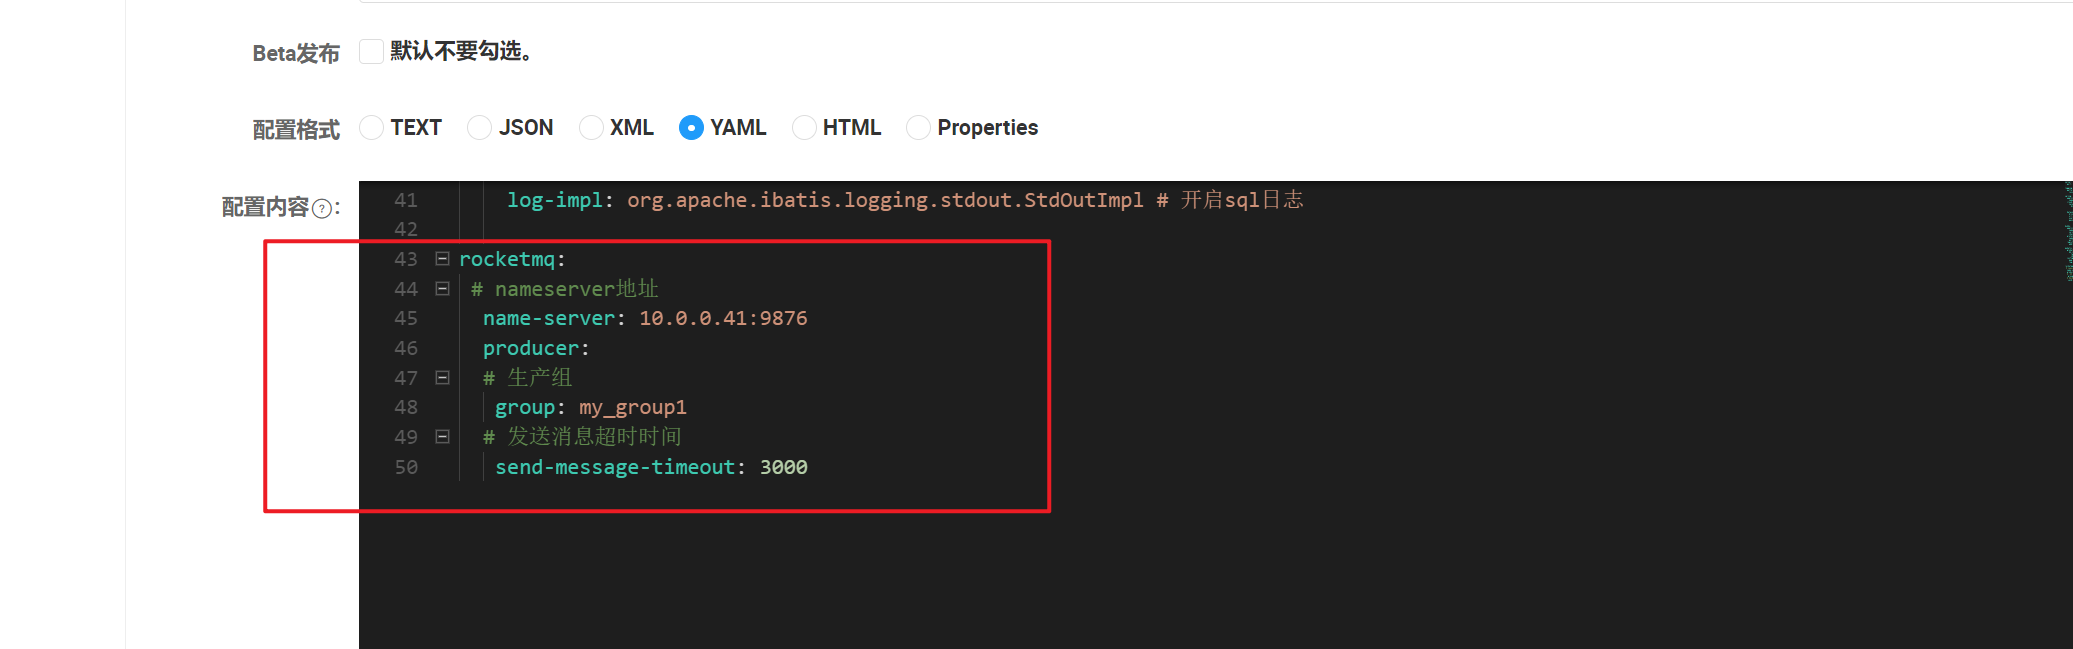 Beta发布 默认不要勾选。
配置格式 TEXT JSON XML YAML HTML Properties
配置内容?:
41 log-impl: org.apache.ibatis.logging.stdout.StdOutImpl # 开启sql日志
42
43 rocketmq:
44 # nameserver地址
45 name-server: 10.0.0.41:9876
46 producer:
47 # 生产组
48 group: my_group1
49 # 发送消息超时时间
50 send-message-timeout: 3000